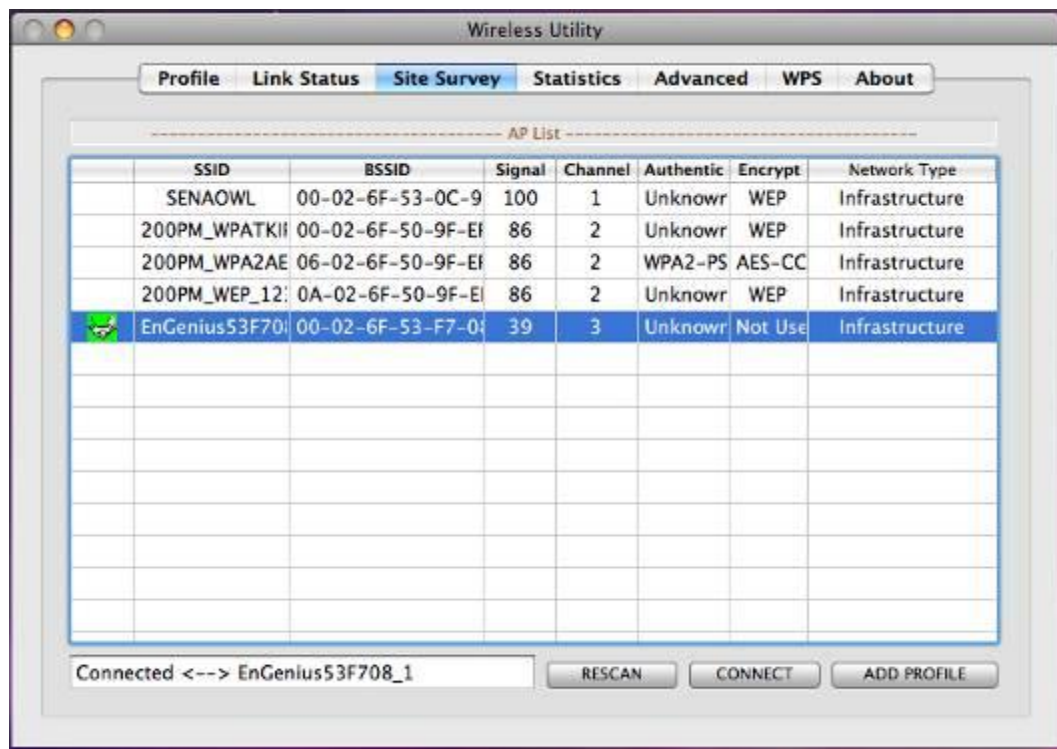 Wireless Utility
Profile Link Status Site Survey Statistics Advanced WPS About
AP List
SSID BSSID Signal Channel Authentic Encrypt Network Type
SENAOWL 00-02-6F-53-0C-9 100 1 Unknowr WEP Infrastructure
200PM_WPATKI 00-02-6F-50-9F-E 86 2 Unknowr WEP Infrastructure
200PM_WPA2AE 06-02-6F-50-9F-E 86 2 WPA2-PS AES-CC Infrastructure
200PM_WEP_12 0A-02-6F-50-9F-E 86 2 Unknowr WEP Infrastructure
EnGenius53F70 00-02-6F-53-F7-0 39 3 Unknowr Not Use Infrastructure
Connected <--> EnGenius53F708_1 RESCAN CONNECT ADD PROFILE